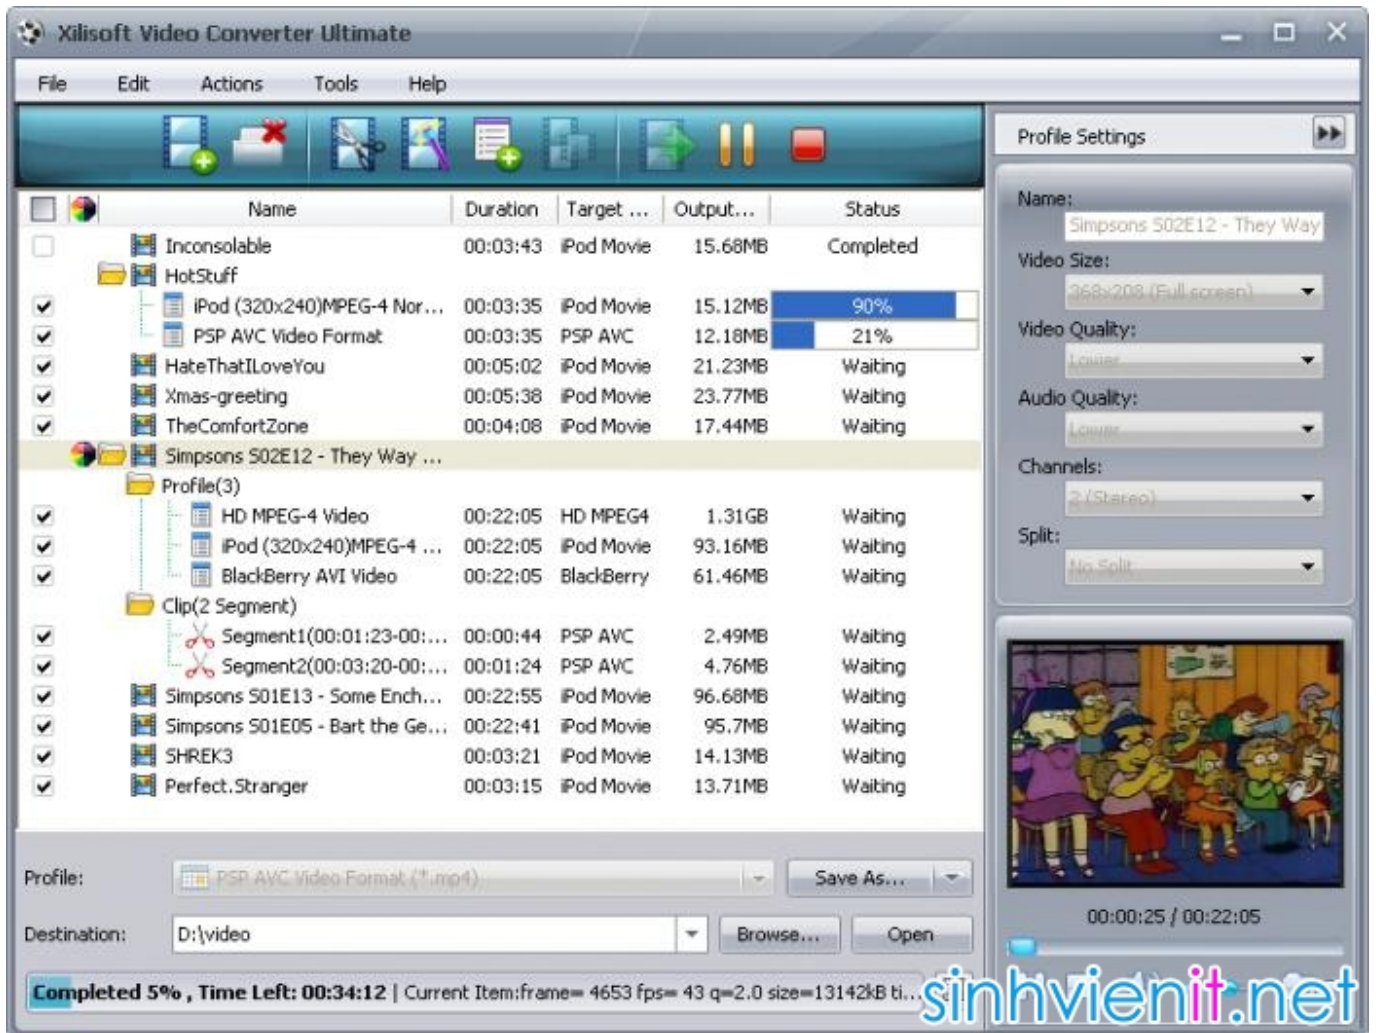 Xilisoft Video Converter Ultimate
File Edit Actions Tools Help
Profile Settings
Name Duration Target ... Output... Status
Inconsolable 00:03:43 iPod Movie 15.68MB Completed
HotStuff
iPod (320x240)MPEG-4 Nor... 00:03:35 iPod Movie 15.12MB 90%
PSP AVC Video Format 00:03:35 PSP AVC 12.18MB 21%
HateThatILoveYou 00:05:02 iPod Movie 21.23MB Waiting
Xmas-greeting 00:05:38 iPod Movie 23.77MB Waiting
TheComfortZone 00:04:08 iPod Movie 17.44MB Waiting
Simpsons S02E12 - They Way ...
Profile(3)
HD MPEG-4 Video 00:22:05 HD MPEG4 1.31GB Waiting
iPod (320x240)MPEG-4 ... 00:22:05 iPod Movie 93.16MB Waiting
BlackBerry AVI Video 00:22:05 BlackBerry 61.46MB Waiting
Clip(2 Segment)
Segment1(00:01:23-00:... 00:00:44 PSP AVC 2.49MB Waiting
Segment2(00:03:20-00:... 00:01:24 PSP AVC 4.76MB Waiting
Simpsons S01E13 - Some Ench... 00:22:55 iPod Movie 96.68MB Waiting
Simpsons S01E05 - Bart the Ge... 00:22:41 iPod Movie 95.7MB Waiting
SHREK3 00:03:21 iPod Movie 14.13MB Waiting
Perfect.Stranger 00:03:15 iPod Movie 13.71MB Waiting
Name:
Simpsons S02E12 - They Way
Video Size:
368x208 (Full screen)
Video Quality:
Lower
Audio Quality:
Lower
Channels:
2 (Stereo)
Split:
No Split
00:00:25 / 00:22:05
Profile: PSP AVC Video Format (*.mp4) Save As...
Destination: D:\video Browse... Open
Completed 5% , Time Left: 00:34:12 | Current Item:frame= 4653 fps= 43 q=2.0 size=13142kB ti...
sinhvienit.net